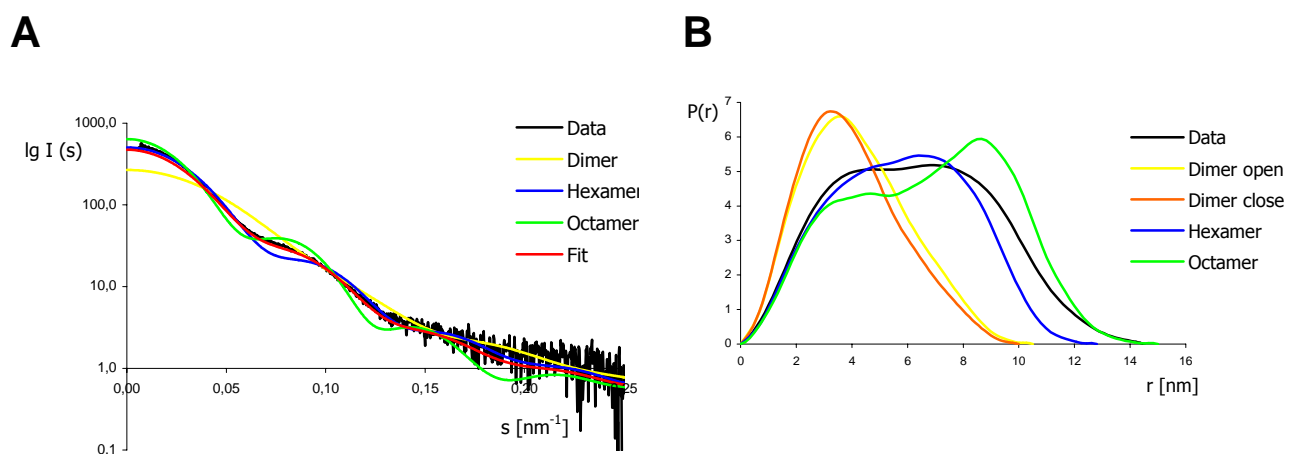 A
lg I (s)
1000,0
100,0
10,0
1,0
0,1
0,00
0,05
0,10
0,15
0,20
25
s [nm-1]
Data
Dimer
Hexamer
Octamer
Fit
B
P(r)
7
6
5
4
3
2
1
0
0
2
4
6
8
10
12
14
16
r [nm]
Data
Dimer open
Dimer close
Hexamer
Octamer